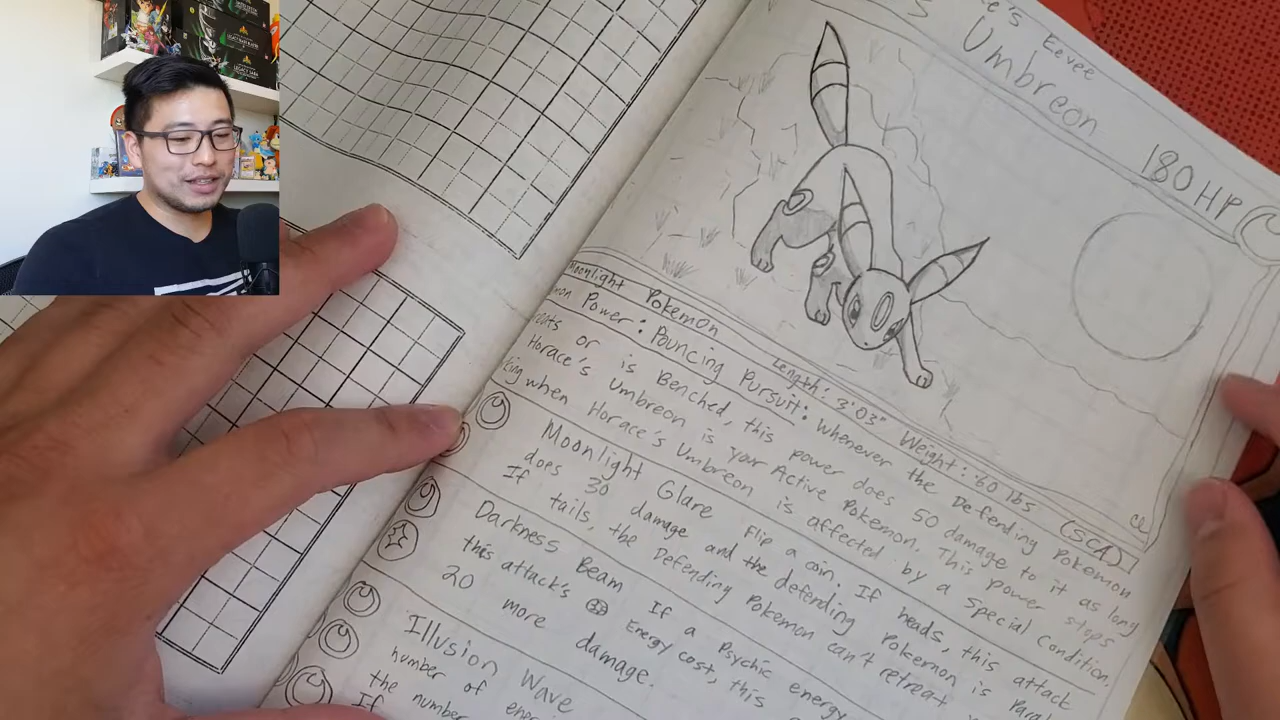 Eevee
Umbreon
180 HP
Moonlight Pokemon Length: 3'03" Weight: 60 lbs (SCA)
Power: Pouncing Pursuit: Whenever the Defending Pokemon
or is Benched, this power does 50 damage to it as long
Horace's Umbreon is your Active Pokemon. This power stops
when Horace's Umbreon is affected by a Special Condition.
Moonlight Glare Flip a coin. If heads, this attack
does 30 damage and the defending Pokemon is
If tails, the Defending Pokemon can't retreat
Darkness Beam If a Psychic energy
this attack's Energy cost, this
20 more damage.
Illusion Wave
number of
the number
If